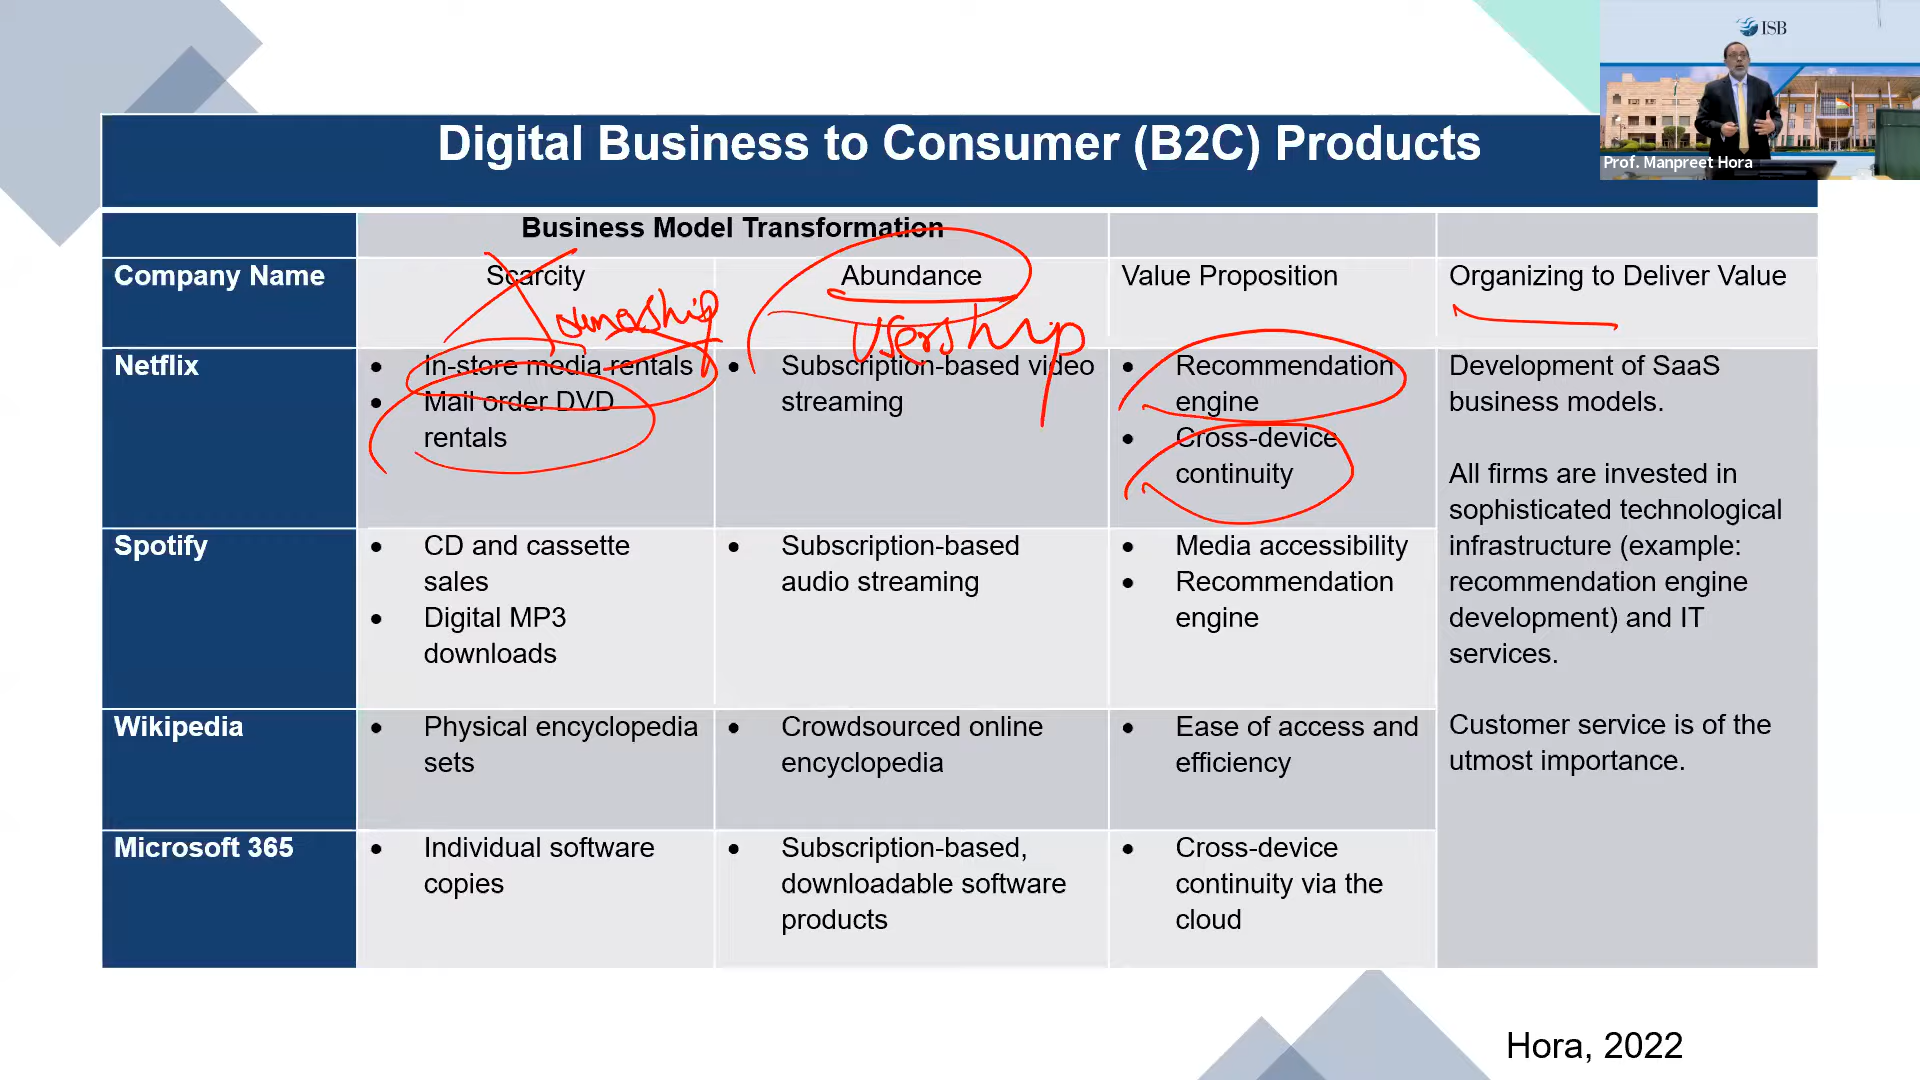 ISB
Prof. Manpreet Hora
Digital Business to Consumer (B2C) Products
Business Model Transformation
Company Name
Scarcity
Abundance
Value Proposition
Organizing to Deliver Value
ownership
Usership
Netflix
• In-store media rentals
• Mail order DVD
rentals
• Subscription-based video
streaming
• Recommendation
engine
• Cross-device
continuity
Development of SaaS
business models.
All firms are invested in
sophisticated technological
infrastructure (example:
recommendation engine
development) and IT
services.
Customer service is of the
utmost importance.
Spotify
• CD and cassette
sales
• Digital MP3
downloads
• Subscription-based
audio streaming
• Media accessibility
• Recommendation
engine
Wikipedia
• Physical encyclopedia
sets
• Crowdsourced online
encyclopedia
• Ease of access and
efficiency
Microsoft 365
• Individual software
copies
• Subscription-based,
downloadable software
products
• Cross-device
continuity via the
cloud
Hora, 2022